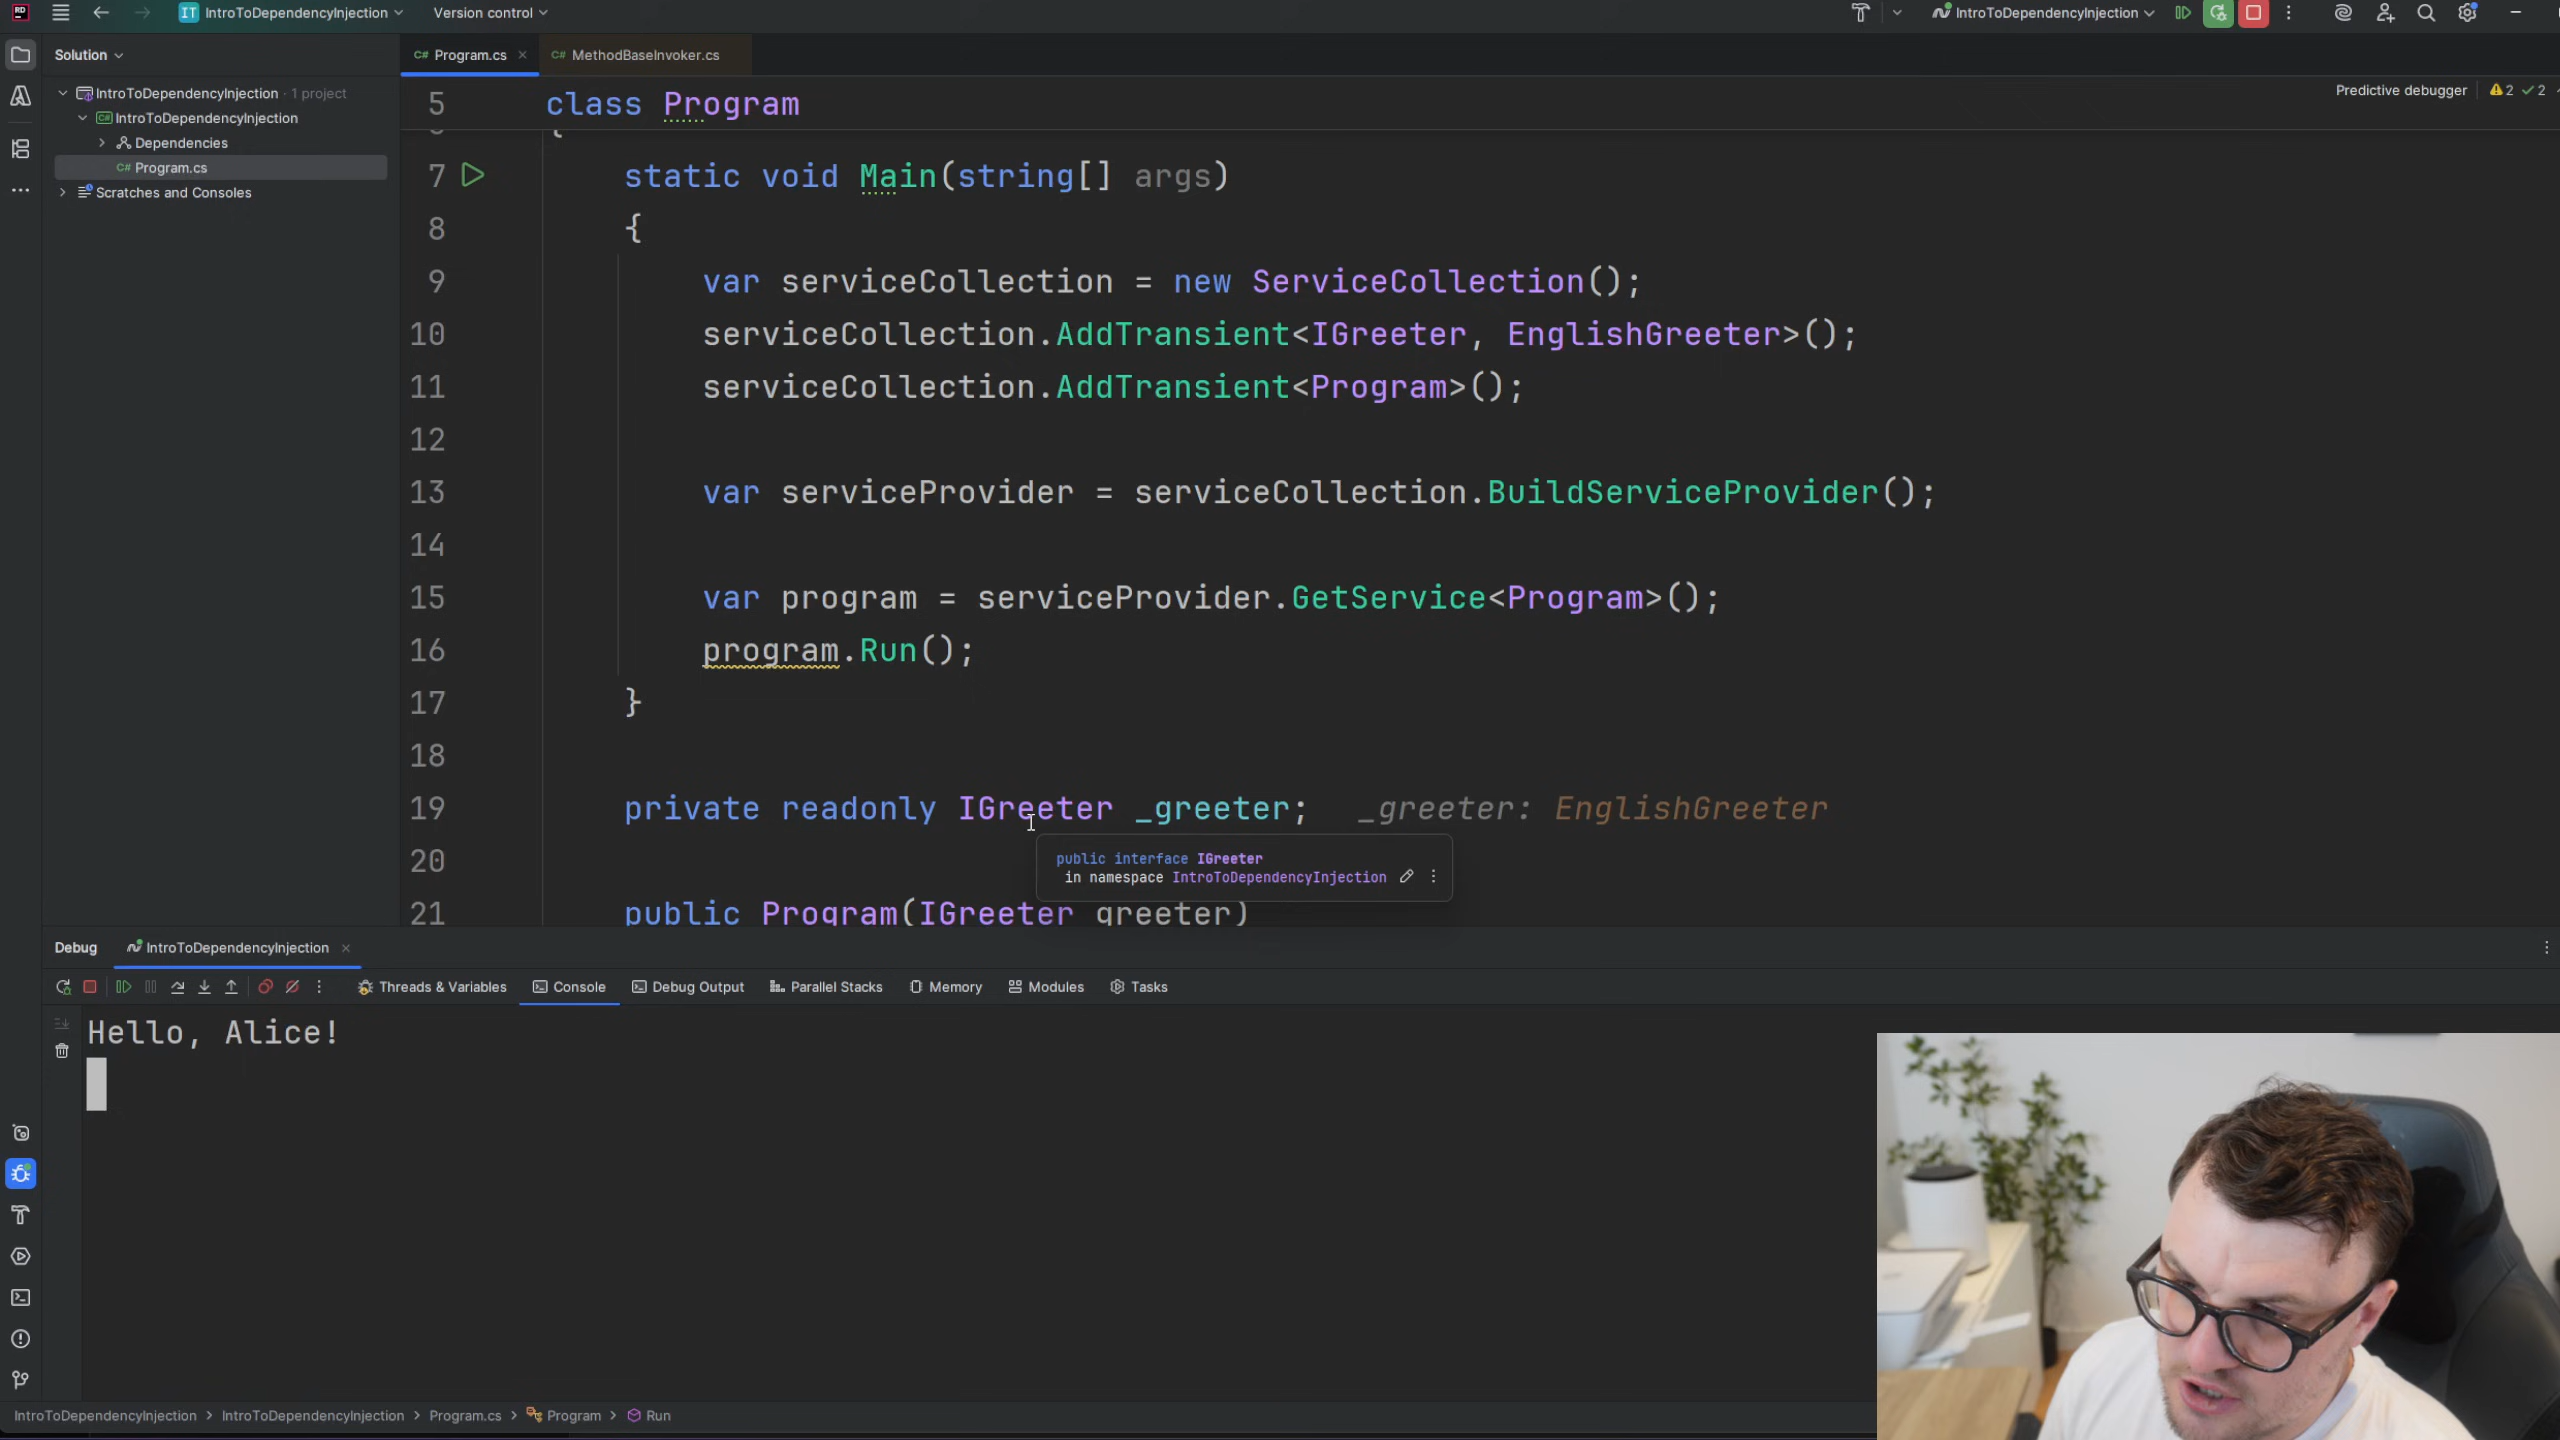 RD
IT IntroToDependencyInjection
Version control
IntroToDependencyInjection
Solution
C# Program.cs
C# MethodBaseInvoker.cs
IntroToDependencyInjection · 1 project
C# IntroToDependencyInjection
Dependencies
C# Program.cs
Scratches and Consoles
Predictive debugger
2
2
5 class Program
{
7 static void Main(string[] args)
8 {
9 var serviceCollection = new ServiceCollection();
10 serviceCollection.AddTransient<IGreeter, EnglishGreeter>();
11 serviceCollection.AddTransient<Program>();
12
13 var serviceProvider = serviceCollection.BuildServiceProvider();
14
15 var program = serviceProvider.GetService<Program>();
16 program.Run();
17 }
18
19 private readonly IGreeter _greeter; _greeter: EnglishGreeter
20
public interface IGreeter
in namespace IntroToDependencyInjection
21 public Program(IGreeter greeter)
Debug
IntroToDependencyInjection
Threads & Variables
Console
Debug Output
Parallel Stacks
Memory
Modules
Tasks
Hello, Alice!
IntroToDependencyInjection > IntroToDependencyInjection > Program.cs > Program > Run